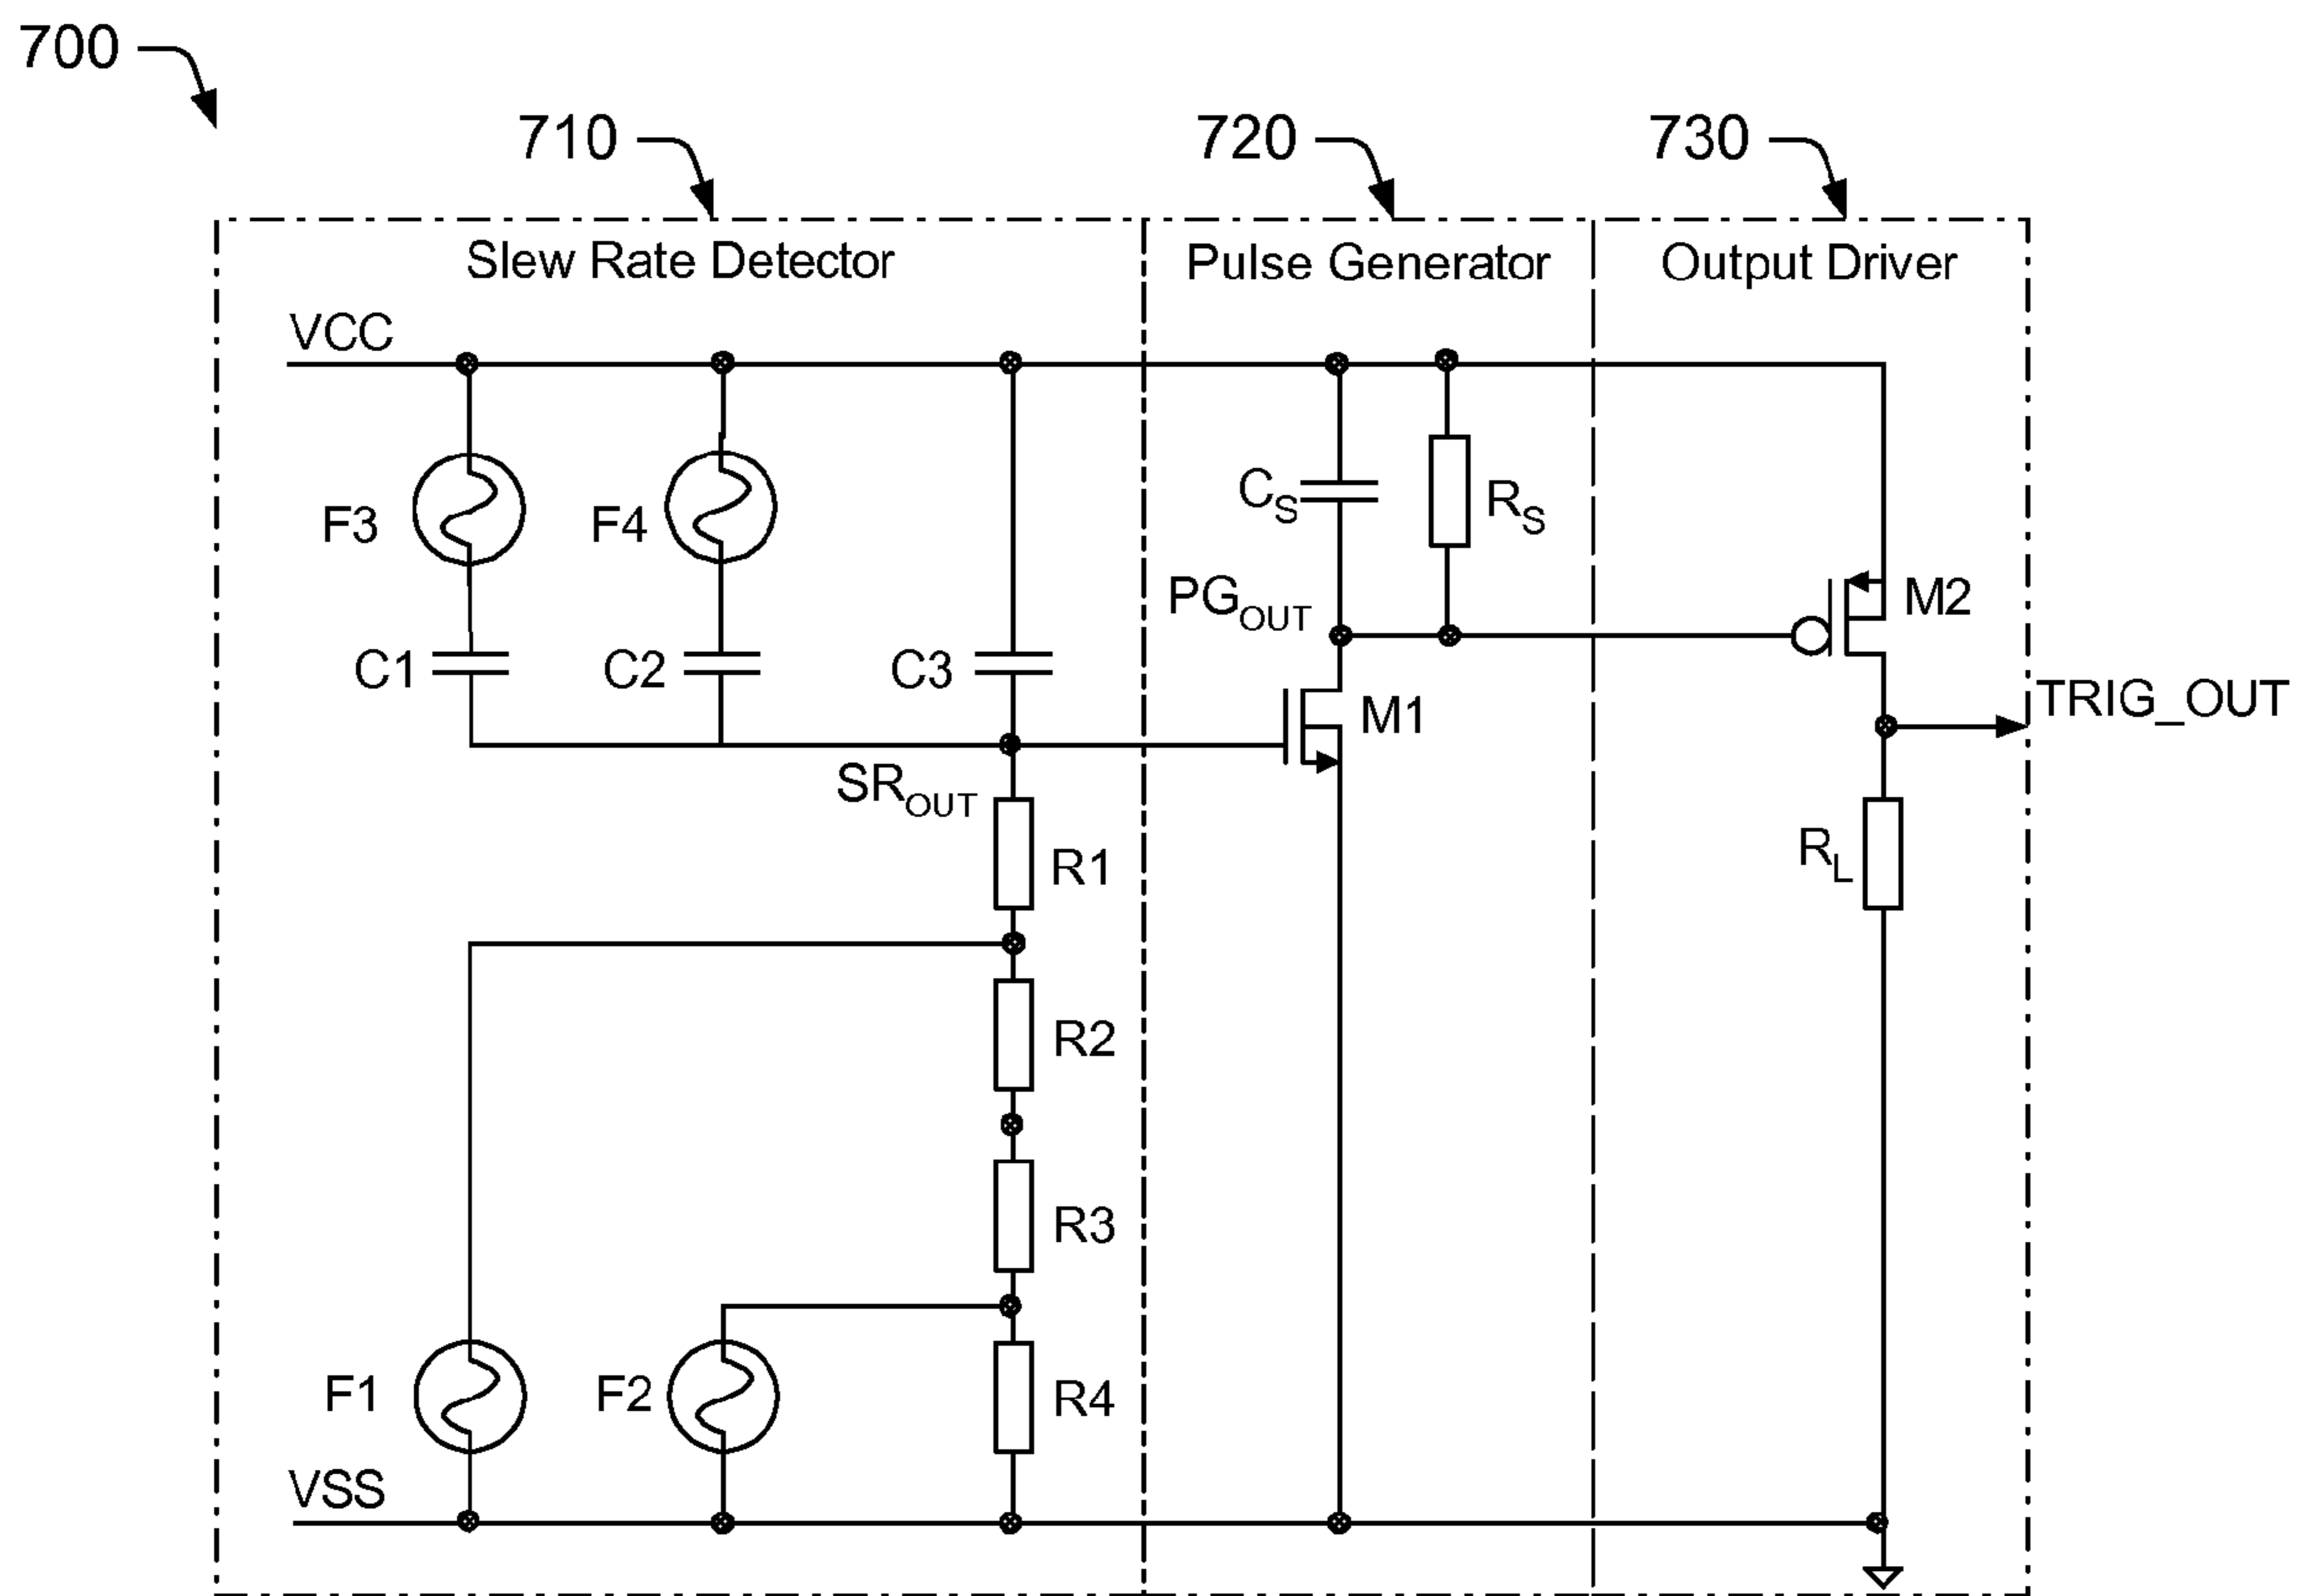 700
710
720
730
Slew Rate Detector
Pulse Generator
Output Driver
VCC
F3
F4
C1
C2
C3
CS
RS
PGOUT
M1
M2
TRIG_OUT
SROUT
R1
RL
R2
R3
F1
F2
R4
VSS